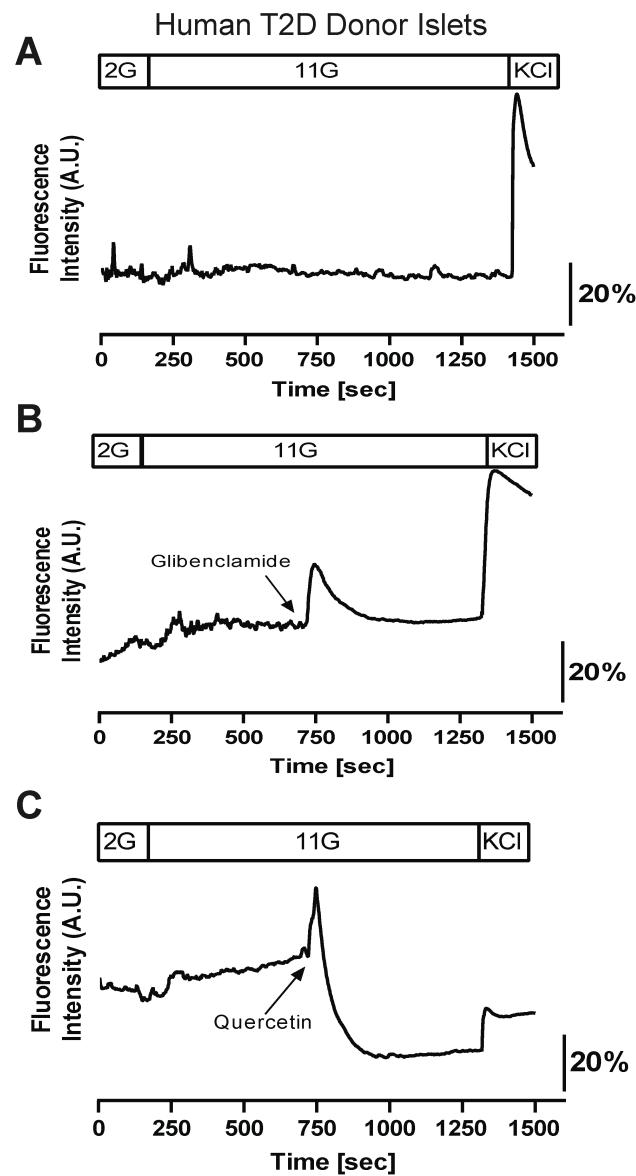 Human T2D Donor Islets
A
2G 11G KCl
Fluorescence
Intensity (A.U.)
20%
0 250 500 750 1000 1250 1500
Time [sec]
B
2G 11G KCl
Glibenclamide
Fluorescence
Intensity (A.U.)
20%
0 250 500 750 1000 1250 1500
Time [sec]
C
2G 11G KCl
Fluorescence
Intensity (A.U.)
Quercetin
20%
0 250 500 750 1000 1250 1500
Time [sec]